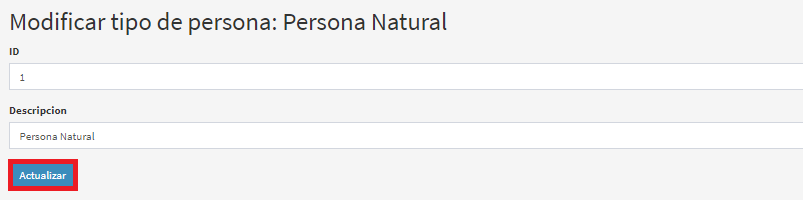 Modificar tipo de persona: Persona Natural
ID
1
Descripcion
Persona Natural
Actualizar